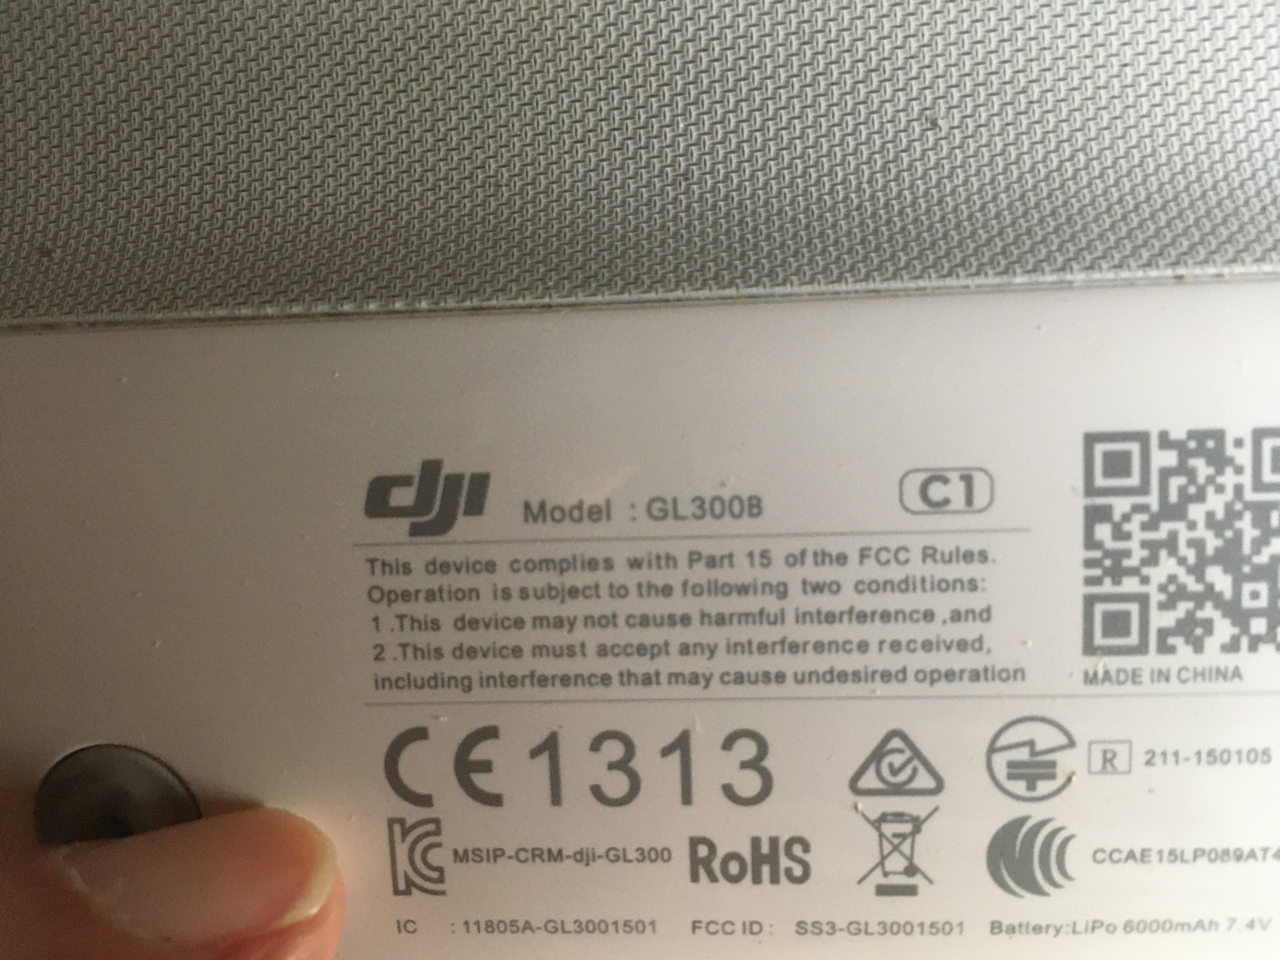 dji Model : GL300B C1
This device complies with Part 15 of the FCC Rules.
Operation is subject to the following two conditions:
1 .This device may not cause harmful interference ,and
2 .This device must accept any interference received,
including interference that may cause undesired operation
MADE IN CHINA
CE1313
R 211-150105
MSIP-CRM-dji-GL300 RoHS
CCAE15LP089AT4
IC : 11805A-GL3001501 FCC ID : SS3-GL3001501 Battery:LiPo 6000mAh 7.4V